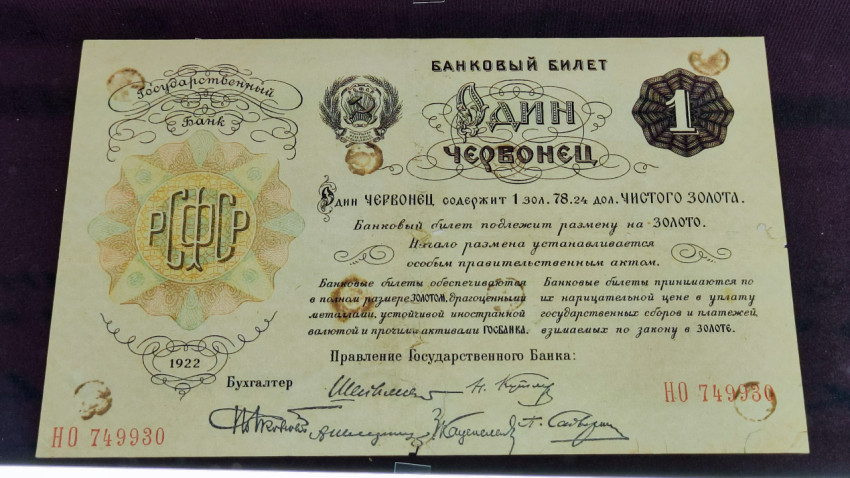 Государственный
Банк
РСФСР
1922
БАНКОВЫЙ БИЛЕТ
Один
ЧЕРВОНЕЦ
1
Один ЧЕРВОНЕЦ содержит 1 зол. 78.24 дол. ЧИСТОГО ЗОЛОТА.
Банковый билет подлежит размену на ЗОЛОТО.
Начало размена устанавливается
особым правительственным актом.
Банковые билеты обеспечиваются
в полном размере ЗОЛОТОМ, драгоценными
металлами, устойчивой иностранной
валютой и прочими активами ГОСБАНКА.
Банковые билеты принимаются по
их нарицательной цене в уплату
государственных сборов и платежей,
взимаемых по закону в ЗОЛОТЕ.
Правление Государственного Банка:
Бухгалтер
НО 749930
НО 749930